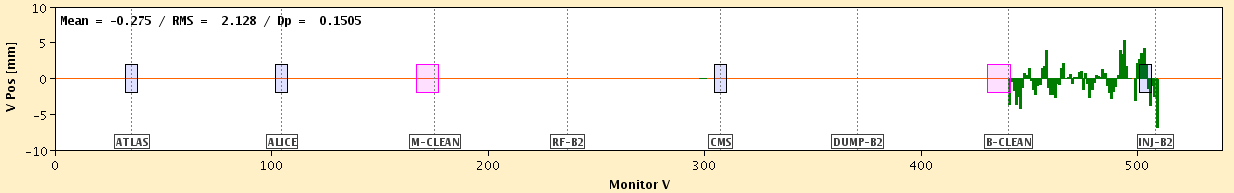 Mean = -0.275 / RMS = 2.128 / Dp = 0.1505
10
5
0
-5
-10
V Pos [mm]
ATLAS ALICE M-CLEAN RF-B2 CMS DUMP-B2 B-CLEAN INJ-B2
0 100 200 300 400 500
Monitor V